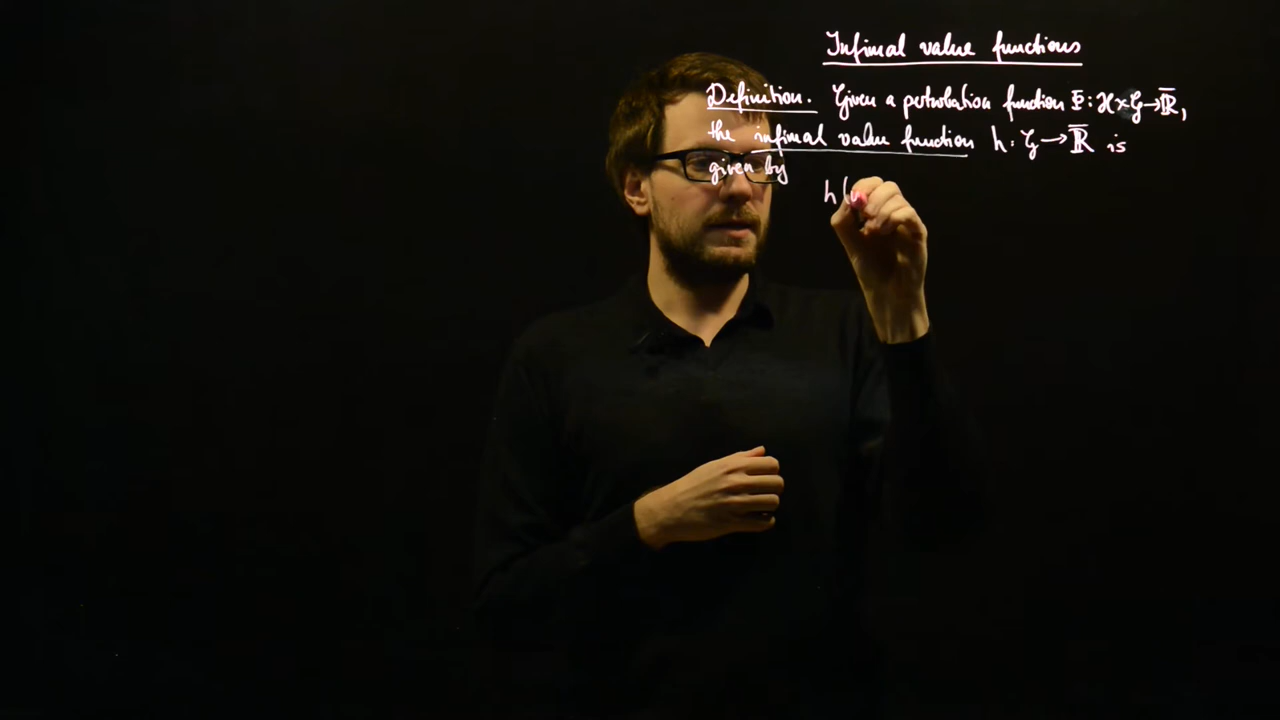 Infimal value functions
Definition. Given a perturbation function Φ: ℋ×𝒢→ℝ̅,
the infimal value function h: 𝒢→ℝ̅ is
given by
h(